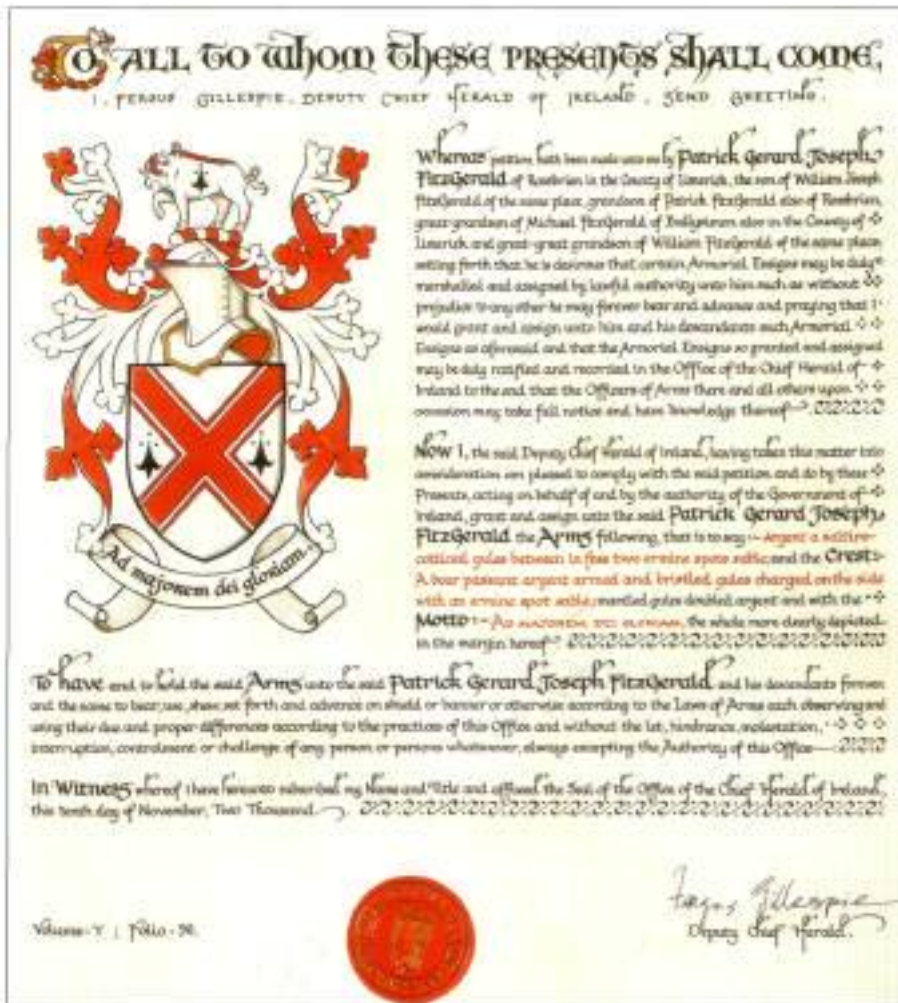 TO ALL TO WHOM THESE PRESENTS SHALL COME,
I, FERGUS GILLESPIE, DEPUTY CHIEF HERALD OF IRELAND, SEND GREETING.
Whereas petition hath been made unto me by Patrick Gerard Joseph
FitzGerald of in the County of Limerick, the son of William Joseph
FitzGerald of the same place, grandson of Patrick FitzGerald also of
great-grandson of Michael FitzGerald of also in the County of
Limerick and great-great grandson of William FitzGerald of the same place
setting forth that he is desirous that certain Armorial Ensigns may be duly
marshalled and assigned by lawful authority unto him such as without
prejudice to any other he may forever bear and advance and praying that I
would grant and assign unto him and his descendants such Armorial
Ensigns as aforesaid and that the Armorial Ensigns so granted and assigned
may be duly ratified and recorded in the Office of the Chief Herald of
Ireland to the end that the Officers of Arms there and all others upon
occasion may take full notice and have knowledge thereof
Now I, the said Deputy Chief Herald of Ireland, having taken this matter into
consideration am pleased to comply with the said petition and do by these
Presents, acting on behalf of and by the authority of the Government of
Ireland, grant and assign unto the said Patrick Gerard Joseph
FitzGerald the Arms following, that is to say:- Argent a saltire
cotticed gules between in fess two ermine spots sable; and the Crest:
A boar passant argent armed and bristled gules charged on the side
with an ermine spot sable; mantled gules doubled argent and with the
Motto:- AD MAJOREM DEI GLORIAM, the whole more clearly depicted
in the margin hereof
Ad majorem dei gloriam
To have and to hold the said Arms unto the said Patrick Gerard Joseph FitzGerald and his descendants forever
and the same to bear, use, show, set forth and advance on shield or banner or otherwise according to the Laws of Arms each observing and
using their due and proper differences according to the practice of this Office and without the let, hindrance, molestation,
interruption, controlment or challenge of any person or persons whatsoever, always excepting the Authority of this Office
In Witness whereof I have hereunto subscribed my Name and Title and affixed the Seal of the Office of the Chief Herald of Ireland,
this tenth day of November, Two Thousand.
Fergus Gillespie
Volume Folio
Deputy Chief Herald.